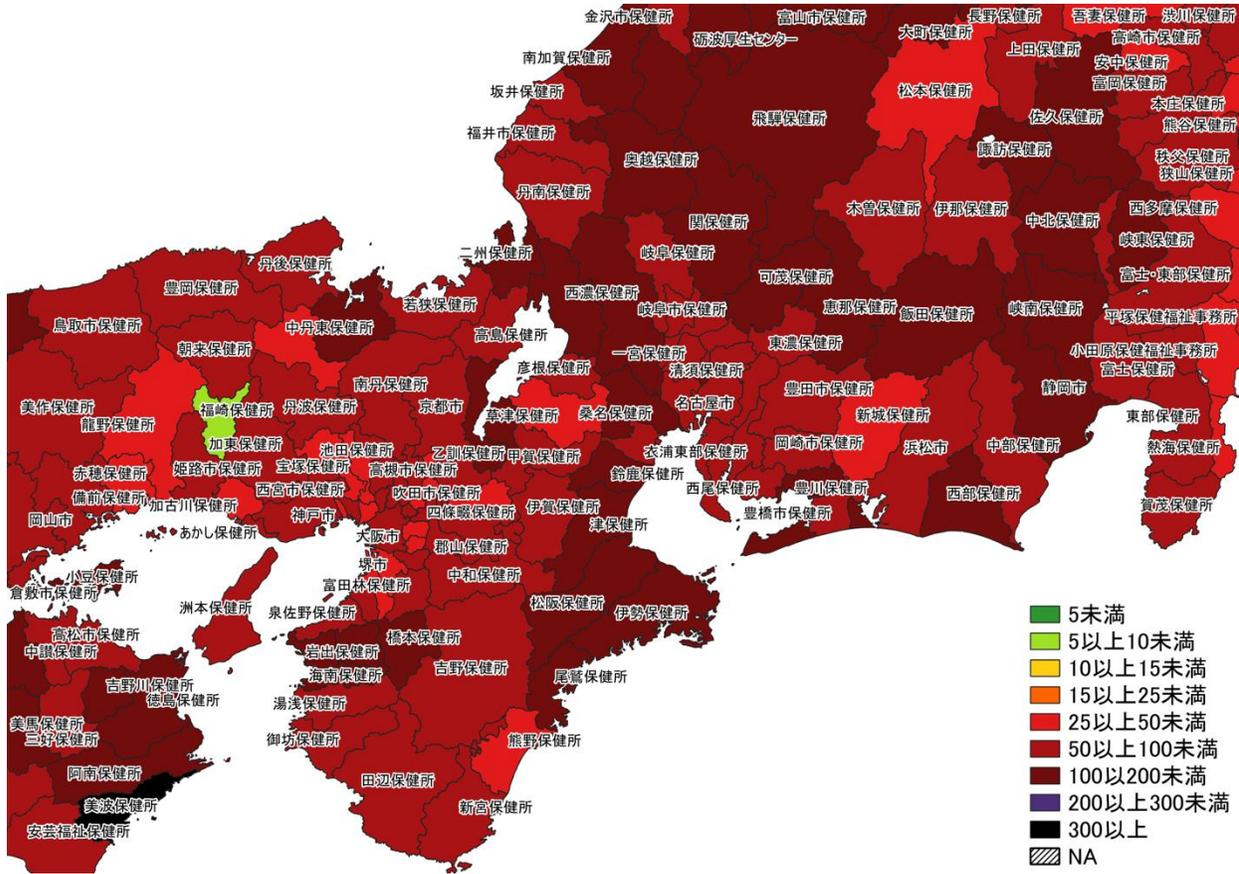 金沢市保健所
富山市保健所
長野保健所
吾妻保健所
渋川保健所
砺波厚生センター
大町保健所
上田保健所
高崎市保健所
南加賀保健所
安中保健所
富岡保健所
坂井保健所
松本保健所
本庄保健所
飛騨保健所
佐久保健所
熊谷保健所
福井市保健所
奥越保健所
諏訪保健所
秩父保健所
狭山保健所
丹南保健所
関保健所
木曽保健所
伊那保健所
中北保健所
西多摩保健所
峡東保健所
二州保健所
岐阜保健所
丹後保健所
可茂保健所
富士・東部保健所
豊岡保健所
西濃保健所
若狭保健所
恵那保健所
飯田保健所
峡南保健所
鳥取市保健所
中丹東保健所
岐阜市保健所
平塚保健福祉事務所
高島保健所
東濃保健所
朝来保健所
一宮保健所
小田原保健福祉事務所
彦根保健所
清須保健所
富士保健所
南丹保健所
豊田市保健所
静岡市
美作保健所
福崎保健所
丹波保健所
京都市
草津保健所
桑名保健所
名古屋市
新城保健所
東部保健所
龍野保健所
加東保健所
池田保健所
乙訓保健所
甲賀保健所
衣浦東部保健所
岡崎市保健所
浜松市
中部保健所
熱海保健所
赤穂保健所
姫路市保健所
宝塚保健所
高槻市保健所
鈴鹿保健所
備前保健所
加古川保健所
西宮市保健所
吹田市保健所
西尾保健所
豊川保健所
西部保健所
岡山市
神戸市
四條畷保健所
伊賀保健所
豊橋市保健所
賀茂保健所
あかし保健所
大阪市
郡山保健所
津保健所
堺市
小豆保健所
中和保健所
倉敷市保健所
富田林保健所
洲本保健所
泉佐野保健所
松阪保健所
伊勢保健所
高松市保健所
橋本保健所
中讃保健所
岩出保健所
吉野保健所
海南保健所
尾鷲保健所
吉野川保健所
徳島保健所
湯浅保健所
美馬保健所
三好保健所
御坊保健所
熊野保健所
阿南保健所
田辺保健所
美波保健所
新宮保健所
安芸福祉保健所
5未満
5以上10未満
10以上15未満
15以上25未満
25以上50未満
50以上100未満
100以200未満
200以上300未満
300以上
NA